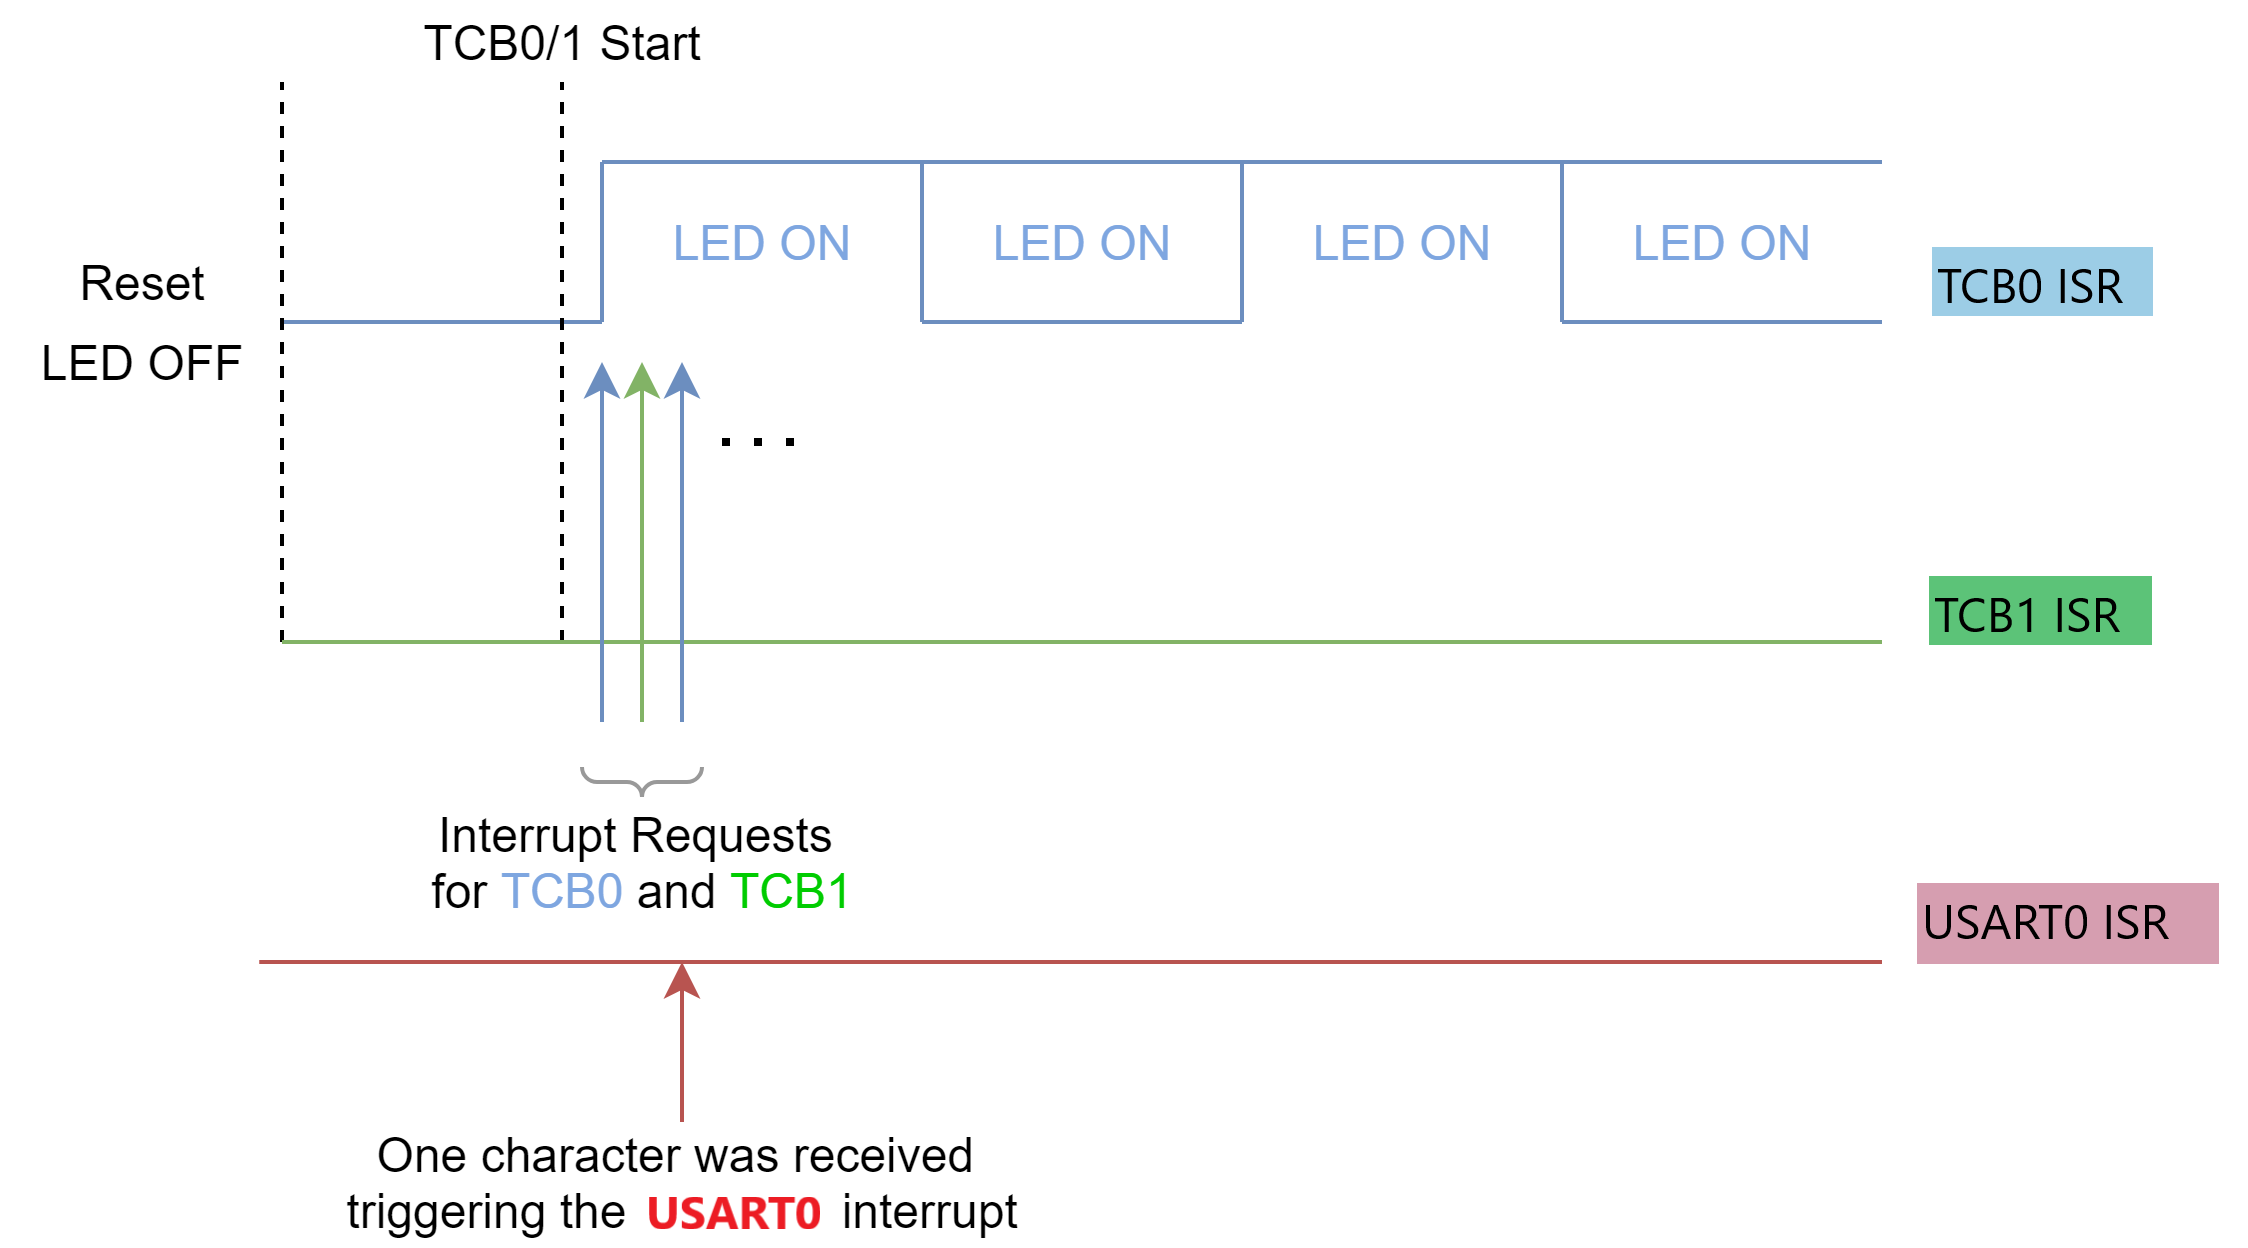 TCB0/1 Start
LED ON LED ON LED ON LED ON
Reset
LED OFF
TCB0 ISR
. . .
TCB1 ISR
Interrupt Requests
for TCB0 and TCB1
USART0 ISR
One character was received
triggering the USART0 interrupt